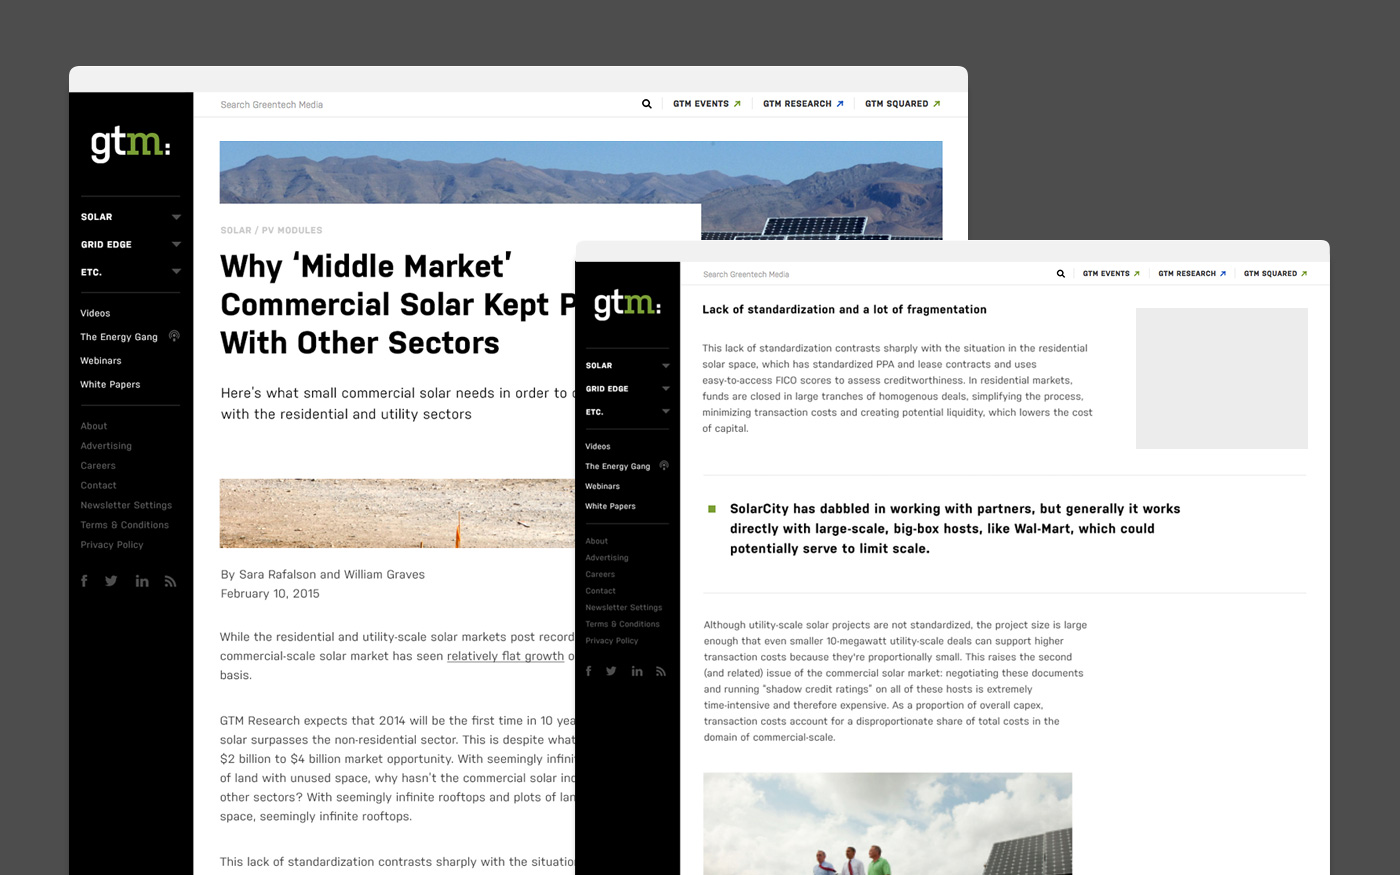 Search Greentech Media
GTM EVENTS
GTM RESEARCH
GTM SQUARED
gtm:
SOLAR
GRID EDGE
ETC.
Videos
The Energy Gang
Webinars
White Papers
About
Advertising
Careers
Contact
Newsletter Settings
Terms & Conditions
Privacy Policy
SOLAR / PV MODULES
Why ‘Middle Market’
Commercial Solar Kept P
With Other Sectors
Here's what small commercial solar needs in order to
with the residential and utility sectors
By Sara Rafalson and William Graves
February 10, 2015
While the residential and utility-scale solar markets post record
commercial-scale solar market has seen relatively flat growth o
basis.
GTM Research expects that 2014 will be the first time in 10 yea
solar surpasses the non-residential sector. This is despite what
$2 billion to $4 billion market opportunity. With seemingly infini
of land with unused space, why hasn't the commercial solar ind
other sectors? With seemingly infinite rooftops and plots of lan
space, seemingly infinite rooftops.
This lack of standardization contrasts sharply with the situation
Search Greentech Media
GTM EVENTS
GTM RESEARCH
GTM SQUARED
gtm:
SOLAR
GRID EDGE
ETC.
Videos
The Energy Gang
Webinars
White Papers
About
Advertising
Careers
Contact
Newsletter Settings
Terms & Conditions
Privacy Policy
Lack of standardization and a lot of fragmentation
This lack of standardization contrasts sharply with the situation in the residential
solar space, which has standardized PPA and lease contracts and uses
easy-to-access FICO scores to assess creditworthiness. In residential markets,
funds are closed in large tranches of homogenous deals, simplifying the process,
minimizing transaction costs and creating potential liquidity, which lowers the cost
of capital.
SolarCity has dabbled in working with partners, but generally it works
directly with large-scale, big-box hosts, like Wal-Mart, which could
potentially serve to limit scale.
Although utility-scale solar projects are not standardized, the project size is large
enough that even smaller 10-megawatt utility-scale deals can support higher
transaction costs because they're proportionally small. This raises the second
(and related) issue of the commercial solar market: negotiating these documents
and running "shadow credit ratings" on all of these hosts is extremely
time-intensive and therefore expensive. As a proportion of overall capex,
transaction costs account for a disproportionate share of total costs in the
domain of commercial-scale.